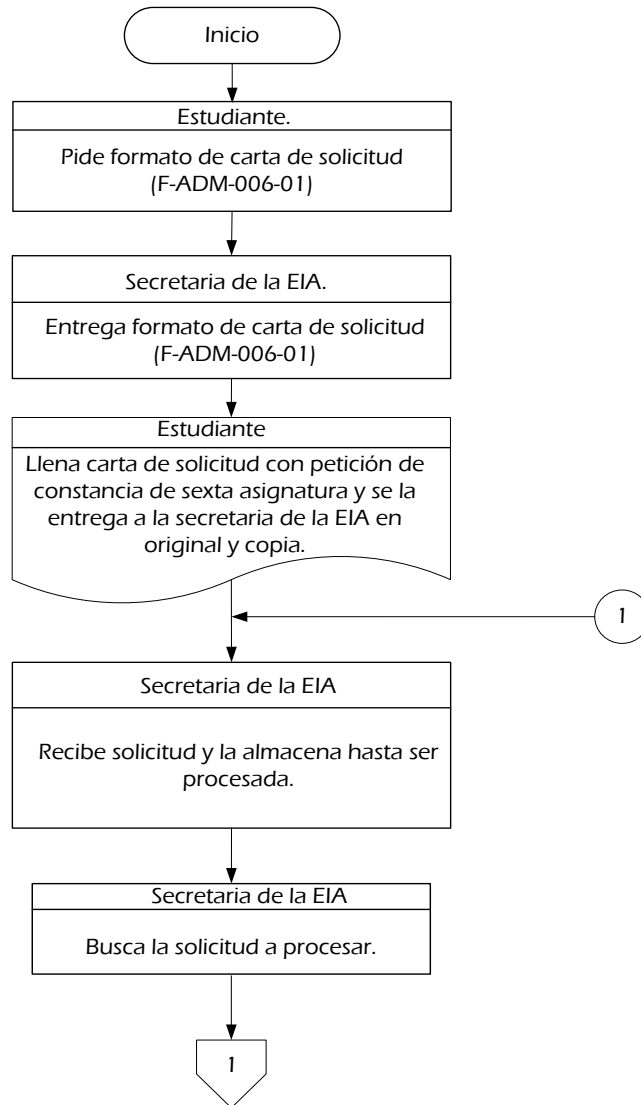 Inicio
Estudiante.
Pide formato de carta de solicitud
(F-ADM-006-01)
Secretaria de la EIA.
Entrega formato de carta de solicitud
(F-ADM-006-01)
Estudiante
Llena carta de solicitud con petición de
constancia de sexta asignatura y se la
entrega a la secretaria de la EIA en
original y copia.
1
Secretaria de la EIA
Recibe solicitud y la almacena hasta ser
procesada.
Secretaria de la EIA
Busca la solicitud a procesar.
1